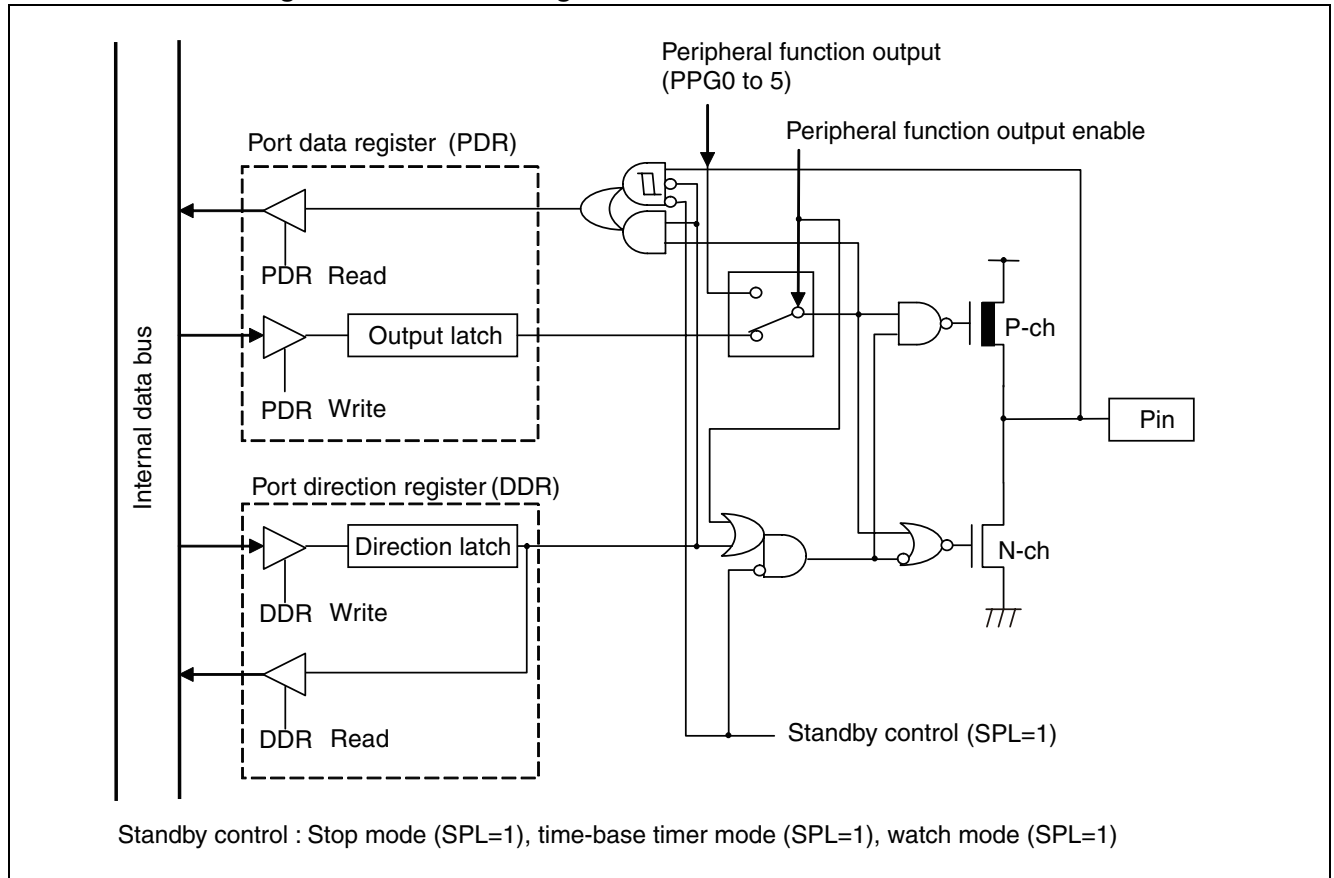 Peripheral function output
(PPG0 to 5)
Peripheral function output enable
Port data register (PDR)
PDR Read
Output latch
PDR Write
P-ch
Pin
Internal data bus
Port direction register (DDR)
Direction latch
N-ch
DDR Write
DDR Read
Standby control (SPL=1)
Standby control : Stop mode (SPL=1), time-base timer mode (SPL=1), watch mode (SPL=1)